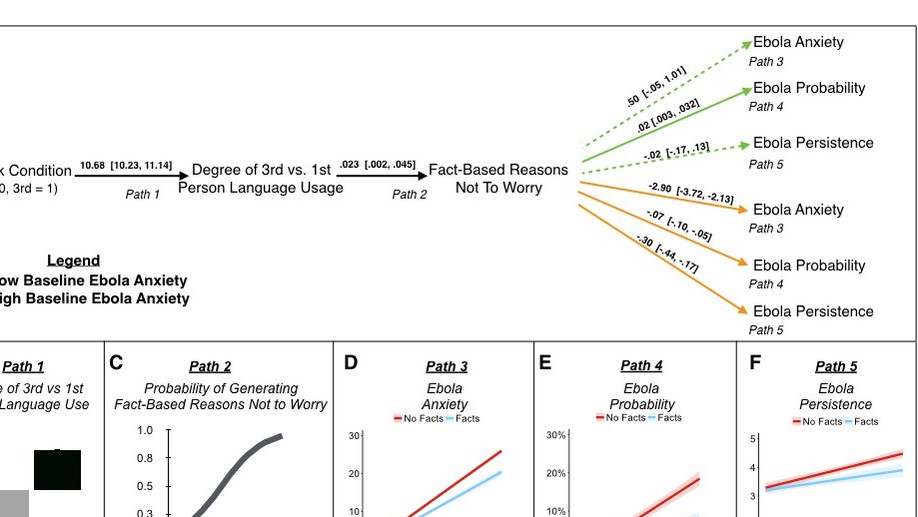 Ebola Anxiety
Path 3
.50 [-.05, 1.01]
Ebola Probability
Path 4
.02 [.003, .032]
Ebola Persistence
Path 5
-.02 [-.17, .13]
Condition
10.68 [10.23, 11.14]
Degree of 3rd vs. 1st
.023 [.002, .045]
Fact-Based Reasons
0, 3rd = 1)
Path 1
Person Language Usage
Path 2
Not To Worry
-2.90 [-3.72, -2.13]
Ebola Anxiety
Path 3
-.07 [-.10, -.05]
Ebola Probability
Path 4
-.30 [-.44, -.17]
Ebola Persistence
Path 5
Legend
ow Baseline Ebola Anxiety
igh Baseline Ebola Anxiety
Path 1
e of 3rd vs 1st
Language Use
C
Path 2
Probability of Generating
Fact-Based Reasons Not to Worry
1.0
0.8
0.5
0.3
D
Path 3
Ebola
Anxiety
No Facts Facts
30
20
10
E
Path 4
Ebola
Probability
No Facts Facts
30%
20%
10%
F
Path 5
Ebola
Persistence
No Facts Facts
5
4
3